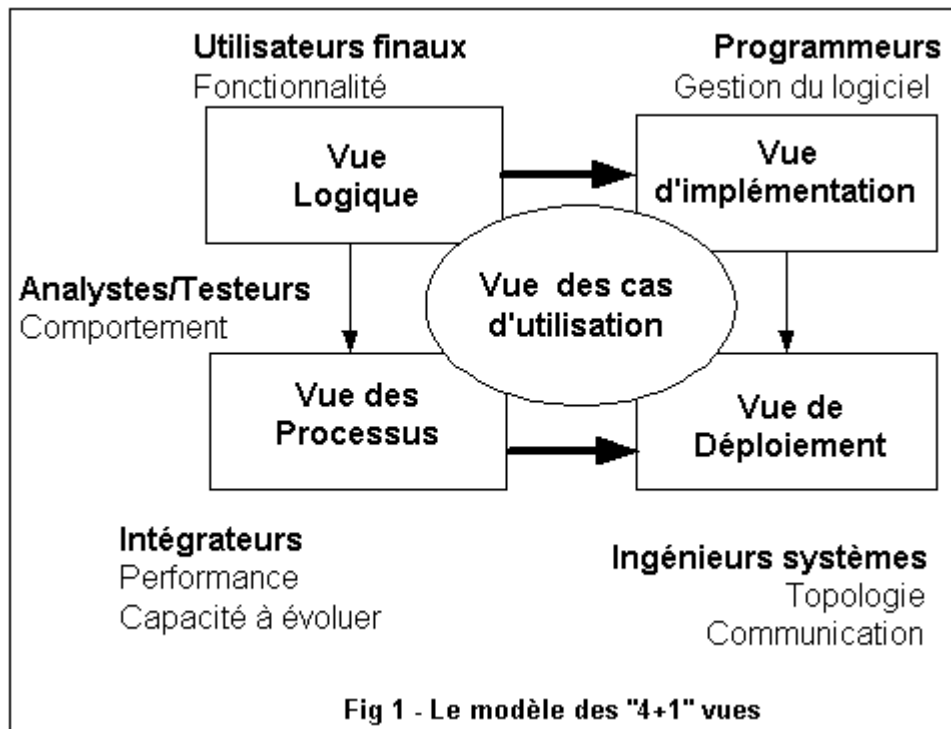 Utilisateurs finaux
Fonctionnalité
Programmeurs
Gestion du logiciel
Vue
Logique
Vue
d'implémentation
Vue des cas
d'utilisation
Analystes/Testeurs
Comportement
Vue des
Processus
Vue de
Déploiement
Intégrateurs
Performance
Capacité à évoluer
Ingénieurs systèmes
Topologie
Communication
Fig 1 - Le modèle des "4+1" vues